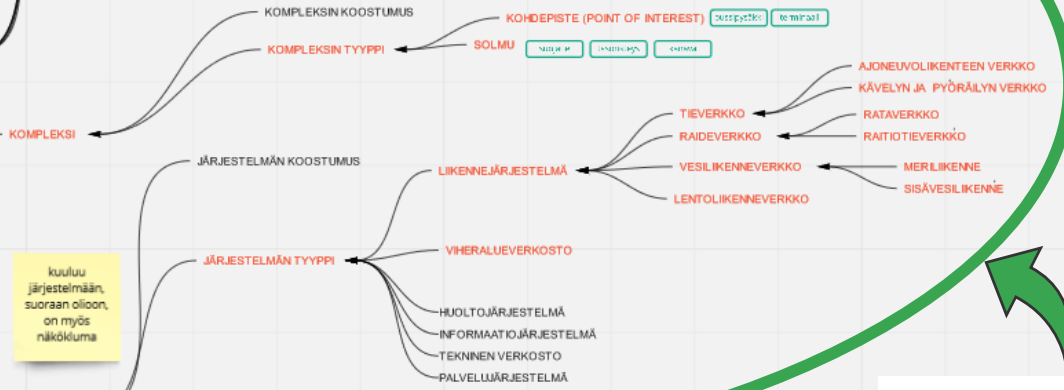 KOMPLEKSIN KOOSTUMUS
KOHDEPISTE (POINT OF INTEREST) bussipysäkki terminaali
KOMPLEKSIN TYYPPI
SOLMU
AJONEUVOLIIKENTEEN VERKKO
KÄVELYN JA PYÖRÄILYN VERKKO
KOMPLEKSI
TIEVERKKO
RATAVERKKO
RAIDEVERKKO
RAITIOTIEVERKKO
JÄRJESTELMÄN KOOSTUMUS
LIIKENNEJÄRJESTELMÄ
VESILIIKENNEVERKKO
MERILIIKENNE
SISÄVESILIIKENNE
LENTOLIIKENNEVERKKO
JÄRJESTELMÄN TYYPPI
VIHERALUEVERKOSTO
HUOLTOJÄRJESTELMÄ
INFORMAATIOJÄRJESTELMÄ
TEKNINEN VERKOSTO
PALVELUJÄRJESTELMÄ
kuuluu
järjestelmään,
suoraan olioon,
on myös
näkökluma